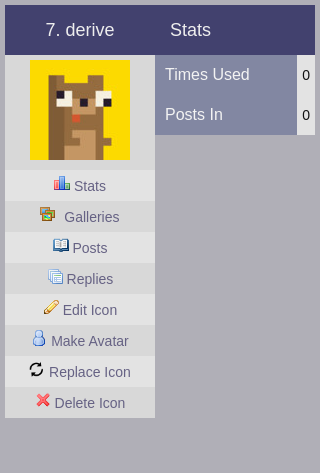 7. derive
Stats
Galleries
Posts
Replies
Edit Icon
Make Avatar
Replace Icon
Delete Icon
Stats
Times Used 0
Posts In 0